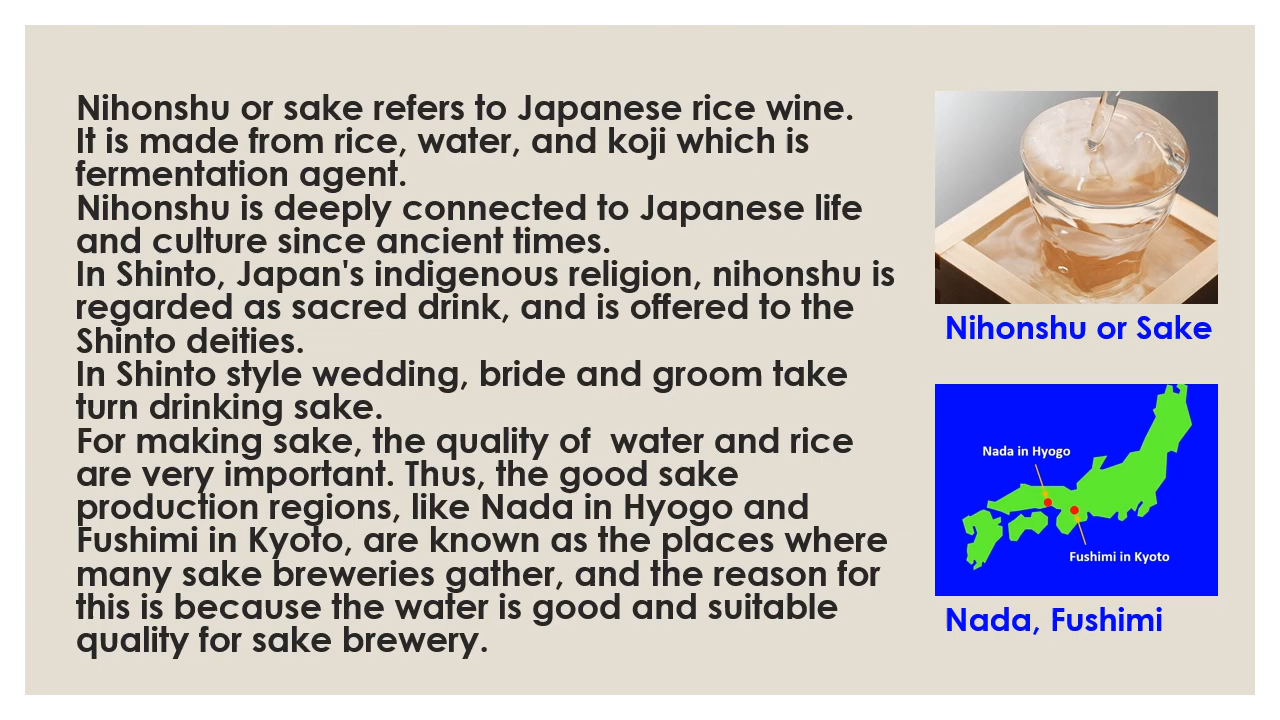 Nihonshu or sake refers to Japanese rice wine.
It is made from rice, water, and koji which is
fermentation agent.
Nihonshu is deeply connected to Japanese life
and culture since ancient times.
In Shinto, Japan's indigenous religion, nihonshu is
regarded as sacred drink, and is offered to the
Shinto deities.
In Shinto style wedding, bride and groom take
turn drinking sake.
For making sake, the quality of  water and rice
are very important. Thus, the good sake
production regions, like Nada in Hyogo and
Fushimi in Kyoto, are known as the places where
many sake breweries gather, and the reason for
this is because the water is good and suitable
quality for sake brewery.
Nihonshu or Sake
Nada in Hyogo
Fushimi in Kyoto
Nada, Fushimi